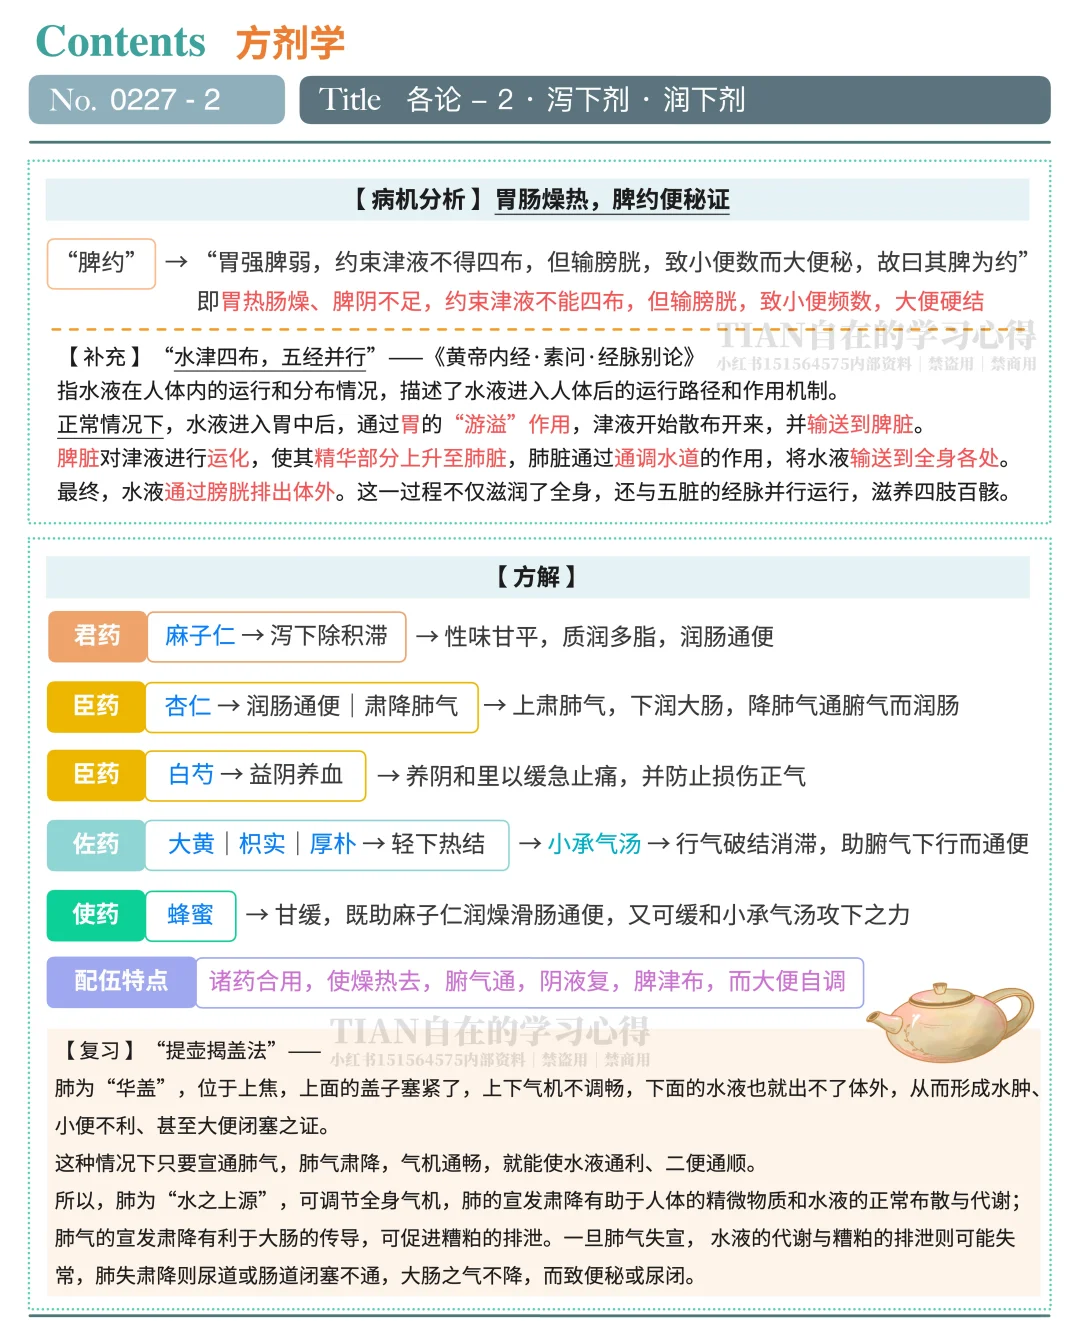 Contents 方剂学
No. 0227 - 2
Title 各论 – 2 · 泻下剂 · 润下剂
【病机分析】胃肠燥热，脾约便秘证
“脾约” → “胃强脾弱，约束津液不得四布，但输膀胱，致小便数而大便秘，故曰其脾为约”
即胃热肠燥、脾阴不足，约束津液不能四布，但输膀胱，致小便频数，大便硬结
TIAN自在的学习心得
小红书151564575内部资料｜禁盗用｜禁商用
【补充】“水津四布，五经并行”——《黄帝内经·素问·经脉别论》
指水液在人体内的运行和分布情况，描述了水液进入人体后的运行路径和作用机制。
正常情况下，水液进入胃中后，通过胃的“游溢”作用，津液开始散布开来，并输送到脾脏。
脾脏对津液进行运化，使其精华部分上升至肺脏，肺脏通过通调水道的作用，将水液输送到全身各处。
最终，水液通过膀胱排出体外。这一过程不仅滋润了全身，还与五脏的经脉并行运行，滋养四肢百骸。
【方解】
君药 麻子仁→泻下除积滞 →性味甘平，质润多脂，润肠通便
臣药 杏仁→润肠通便｜肃降肺气 →上肃肺气，下润大肠，降肺气通腑气而润肠
臣药 白芍→益阴养血 →养阴和里以缓急止痛，并防止损伤正气
佐药 大黄｜枳实｜厚朴→轻下热结 →小承气汤→行气破结消滞，助腑气下行而通便
使药 蜂蜜 →甘缓，既助麻子仁润燥滑肠通便，又可缓和小承气汤攻下之力
配伍特点 诸药合用，使燥热去，腑气通，阴液复，脾津布，而大便自调
TIAN自在的学习心得
小红书151564575内部资料｜禁盗用｜禁商用
【复习】“提壶揭盖法”——
肺为“华盖”，位于上焦，上面的盖子塞紧了，上下气机不调畅，下面的水液也就出不了体外，从而形成水肿、
小便不利、甚至大便闭塞之证。
这种情况下只要宣通肺气，肺气肃降，气机通畅，就能使水液通利、二便通顺。
所以，肺为“水之上源”，可调节全身气机，肺的宣发肃降有助于人体的精微物质和水液的正常布散与代谢；
肺气的宣发肃降有利于大肠的传导，可促进糟粕的排泄。一旦肺气失宣，水液的代谢与糟粕的排泄则可能失
常，肺失肃降则尿道或肠道闭塞不通，大肠之气不降，而致便秘或尿闭。